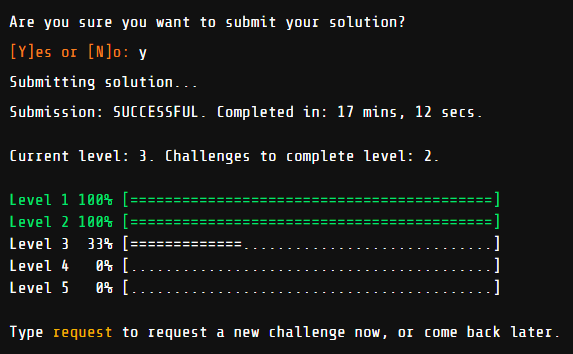 Are you sure you want to submit your solution?
[Y]es or [N]o: y
Submitting solution...
Submission: SUCCESSFUL. Completed in: 17 mins, 12 secs.
Current level: 3. Challenges to complete level: 2.
Level 1 100% [==========================================]
Level 2 100% [==========================================]
Level 3  33% [=============.............................]
Level 4   0% [..........................................]
Level 5   0% [..........................................]
Type request to request a new challenge now, or come back later.